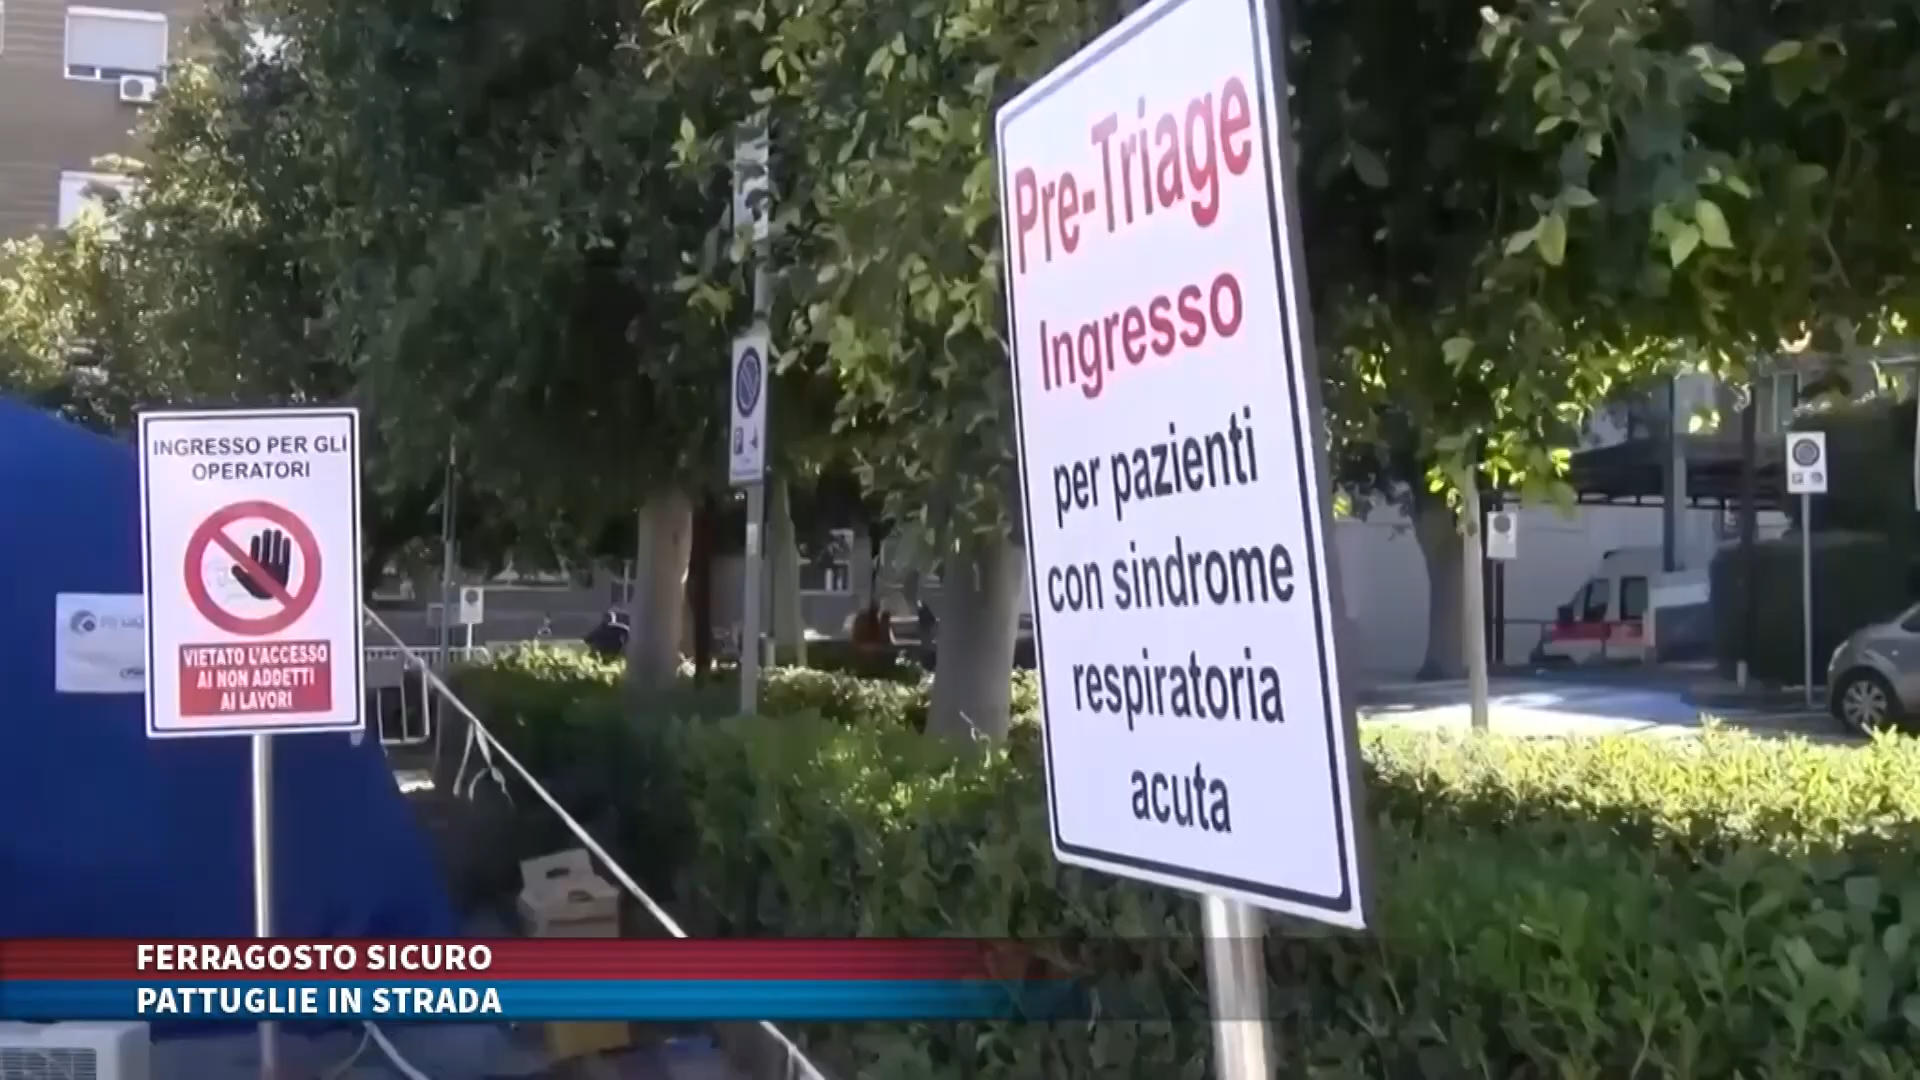 INGRESSO PER GLI
OPERATORI
VIETATO L'ACCESSO
AI NON ADDETTI
AI LAVORI
Pre-Triage
Ingresso
per pazienti
con sindrome
respiratoria
acuta
FERRAGOSTO SICURO
PATTUGLIE IN STRADA